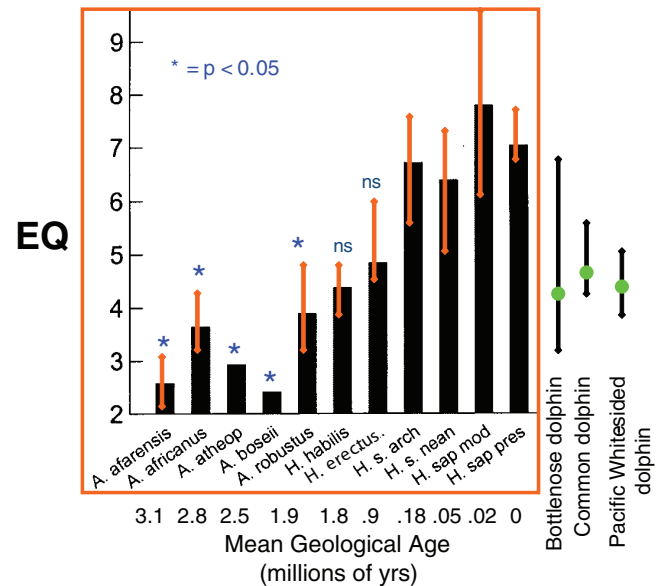 EQ
9
8
7
6
5
4
3
2
* = p < 0.05
*
*
*
*
*
ns
ns
A. afarensis
A. africanus
A. atheop
A. boseii
A. robustus
H. habilis
H. erectus.
H. s. arch
H. s. nean
H. sap mod
H. sap pres
3.1 2.8 2.5 1.9 1.8 .9 .18 .05 .02 0
Mean Geological Age
(millions of yrs)
Bottlenose dolphin
Common dolphin
Pacific Whitesided
dolphin